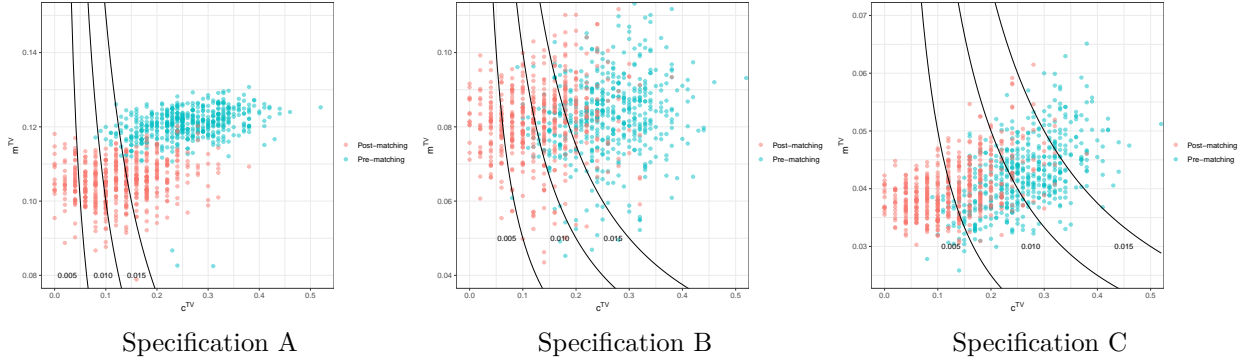 0.14
0.12
0.10
0.08
m^TV
0.005
0.010
0.015
0.0 0.1 0.2 0.3 0.4 0.5
c^TV
Post−matching
Pre−matching
Specification A
0.10
0.08
0.06
0.04
m^TV
0.005
0.010
0.015
0.0 0.1 0.2 0.3 0.4 0.5
c^TV
Post−matching
Pre−matching
Specification B
0.07
0.06
0.05
0.04
0.03
m^TV
0.005
0.010
0.015
0.0 0.1 0.2 0.3 0.4 0.5
c^TV
Post−matching
Pre−matching
Specification C